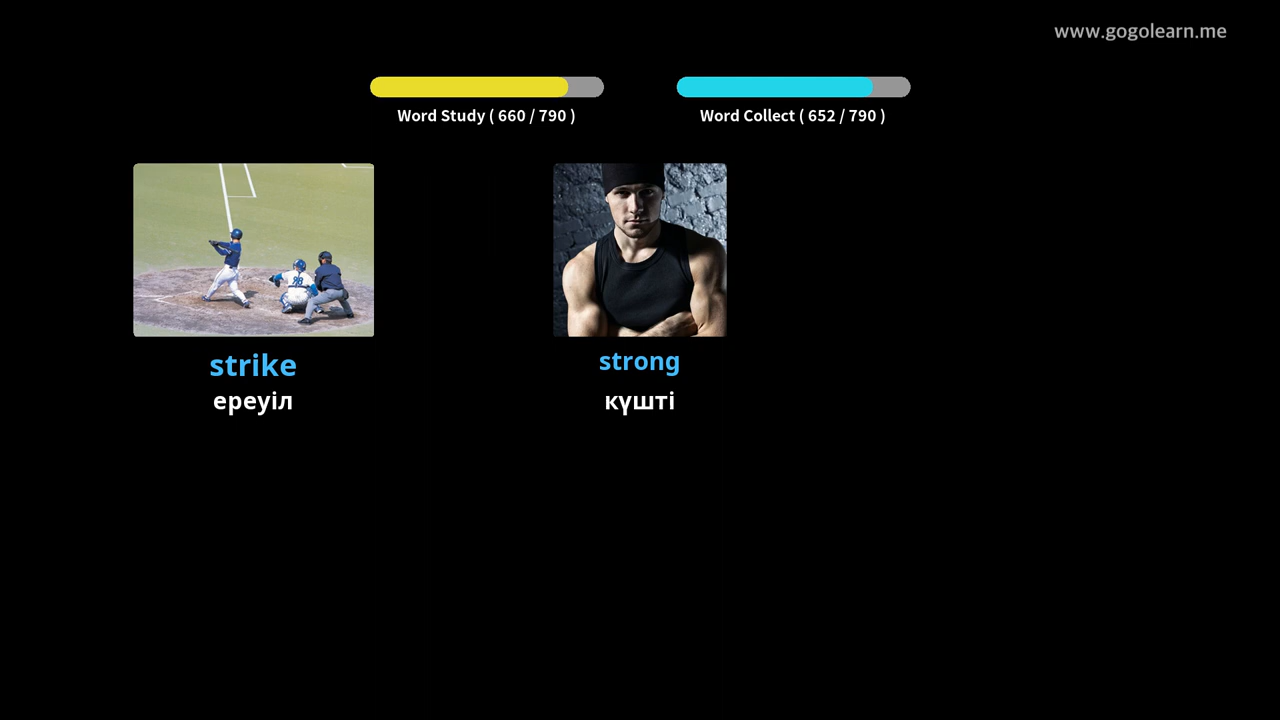 www.gogolearn.me
Word Study ( 660 / 790 )
Word Collect ( 652 / 790 )
strike
ереуіл
strong
күшті